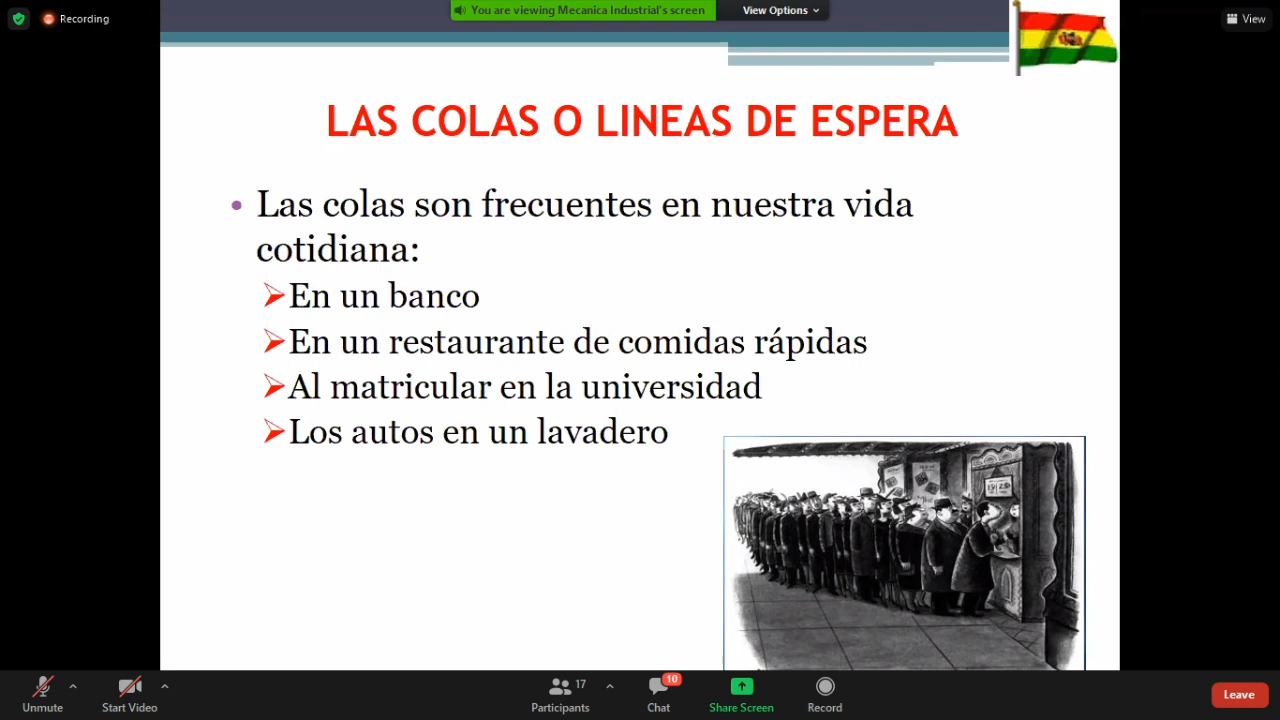 Recording
You are viewing Mecanica Industrial's screen
View Options
View
LAS COLAS O LINEAS DE ESPERA
• Las colas son frecuentes en nuestra vida
cotidiana:
➢En un banco
➢En un restaurante de comidas rápidas
➢Al matricular en la universidad
➢Los autos en un lavadero
Unmute
Start Video
17
Participants
10
Chat
Share Screen
Record
Leave